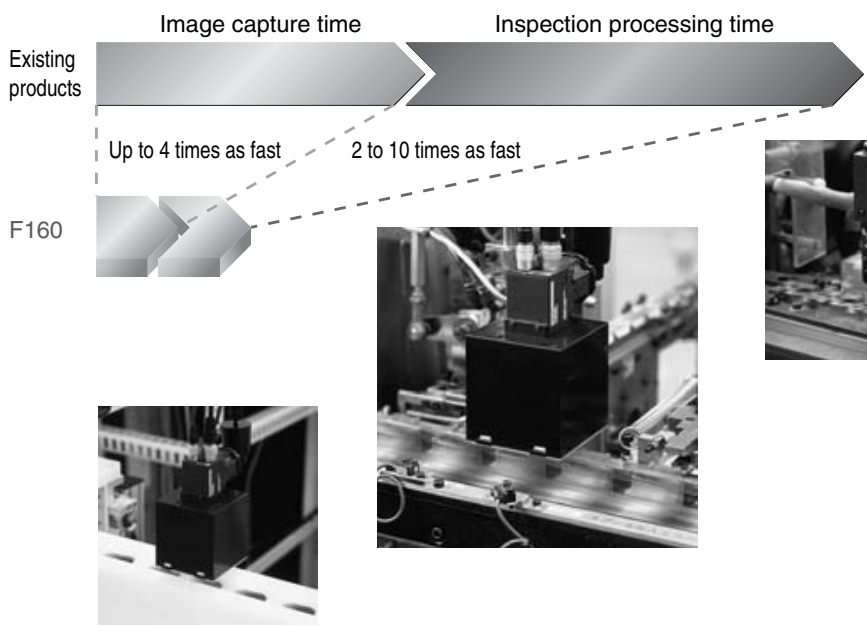 Image capture time
Inspection processing time
Existing
products
Up to 4 times as fast
2 to 10 times as fast
F160